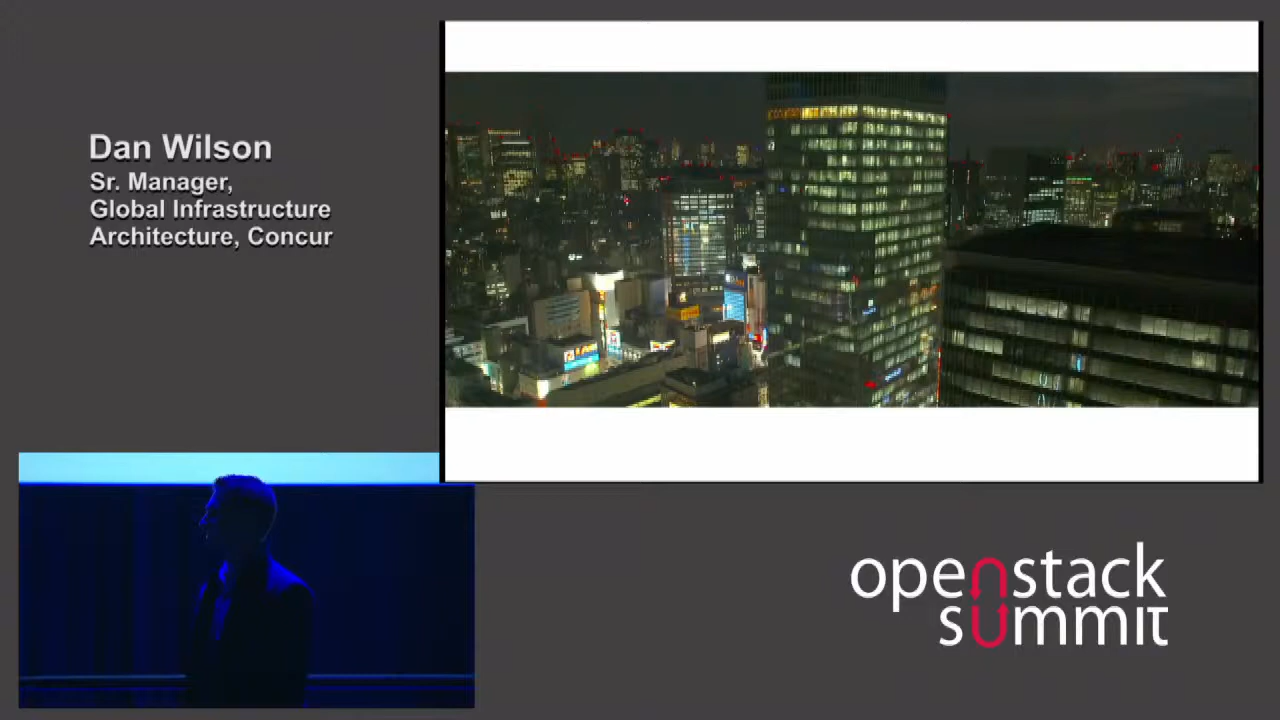 Dan Wilson
Sr. Manager,
Global Infrastructure
Architecture, Concur
openstack
summit